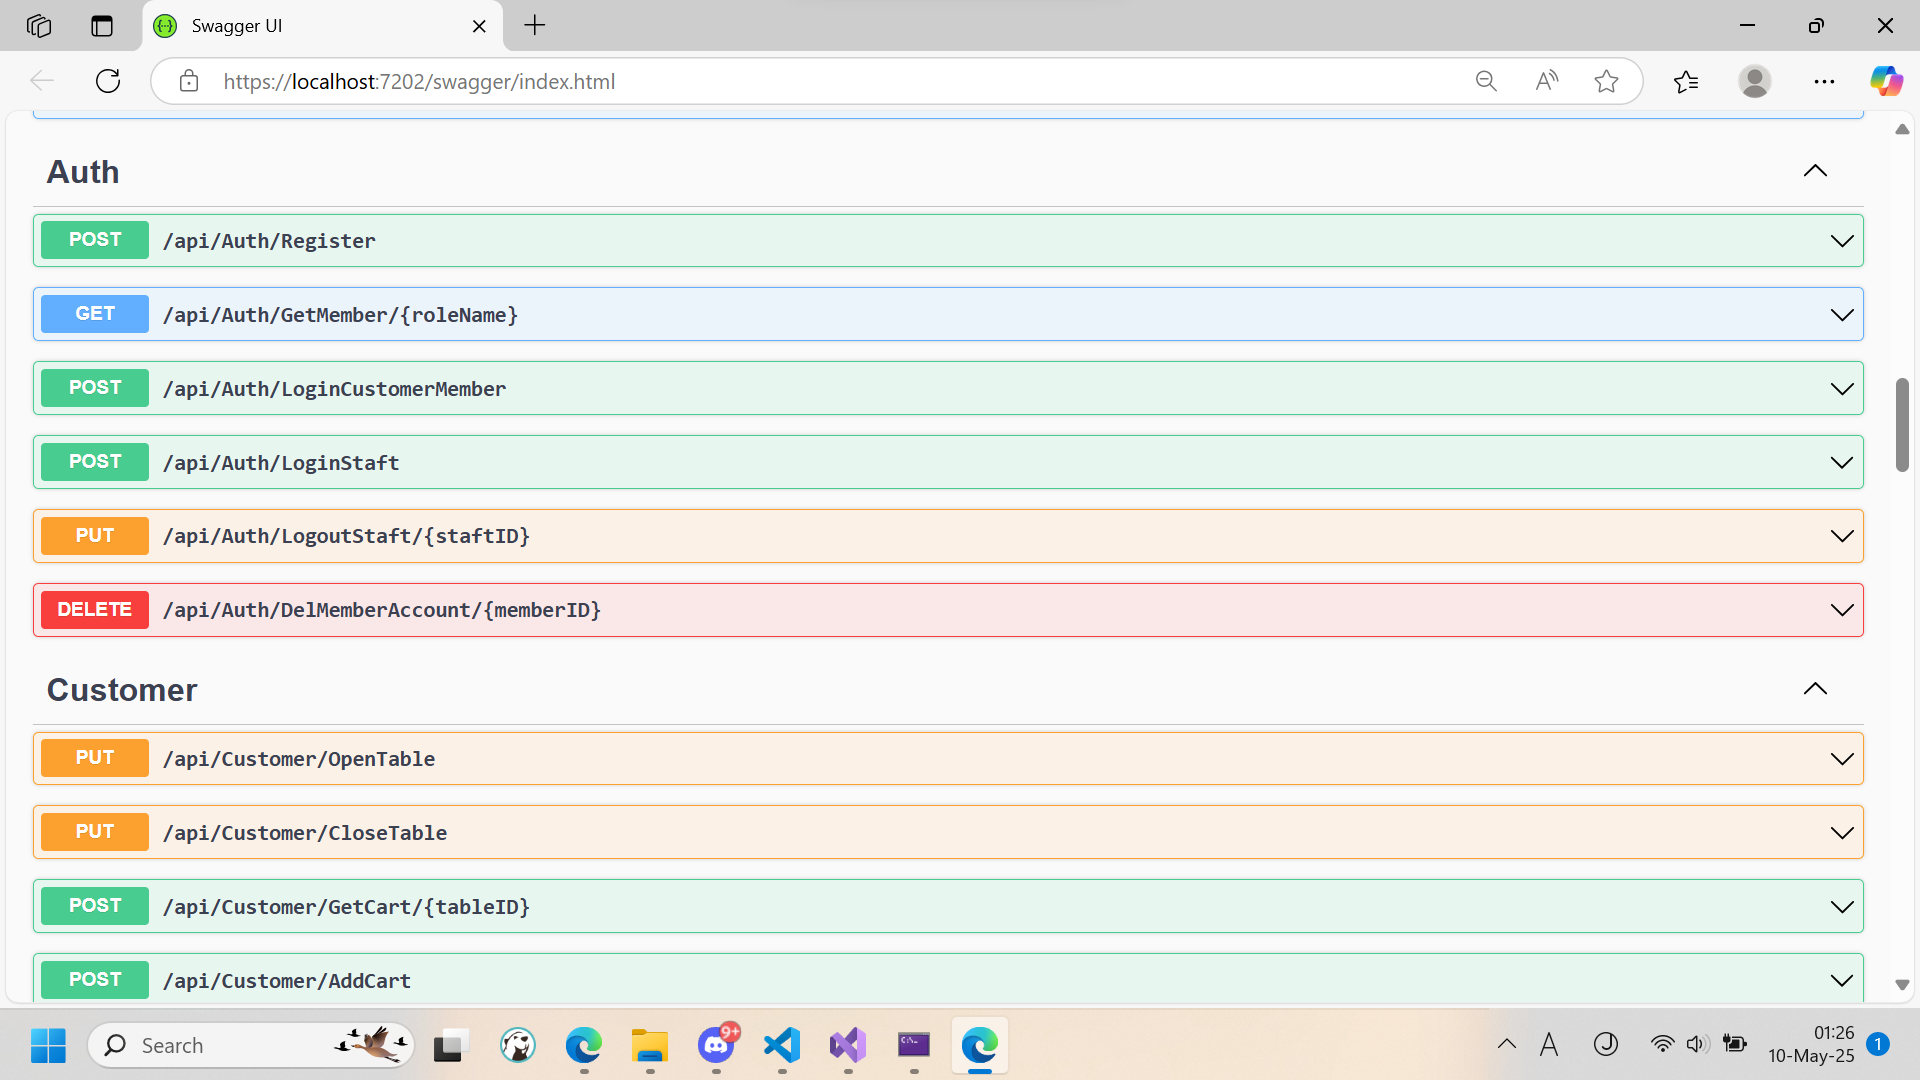 Swagger UI
https://localhost:7202/swagger/index.html
Auth
POST /api/Auth/Register
GET /api/Auth/GetMember/{roleName}
POST /api/Auth/LoginCustomerMember
POST /api/Auth/LoginStaft
PUT /api/Auth/LogoutStaft/{staftID}
DELETE /api/Auth/DelMemberAccount/{memberID}
Customer
PUT /api/Customer/OpenTable
PUT /api/Customer/CloseTable
POST /api/Customer/GetCart/{tableID}
POST /api/Customer/AddCart
Search
9+
A
J
01:26
10-May-25
1